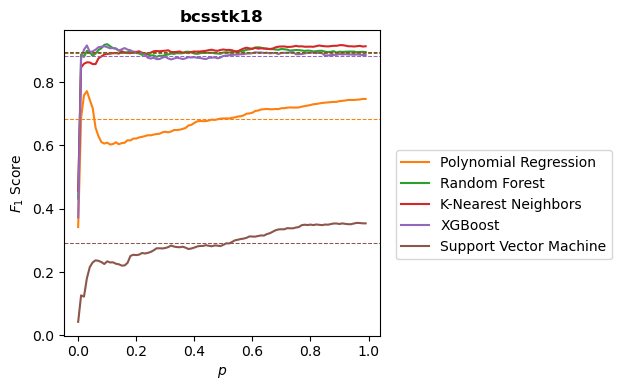 bcsstk18
F1 Score
0.8
0.6
0.4
0.2
0.0
0.0 0.2 0.4 0.6 0.8 1.0
p
Polynomial Regression
Random Forest
K-Nearest Neighbors
XGBoost
Support Vector Machine